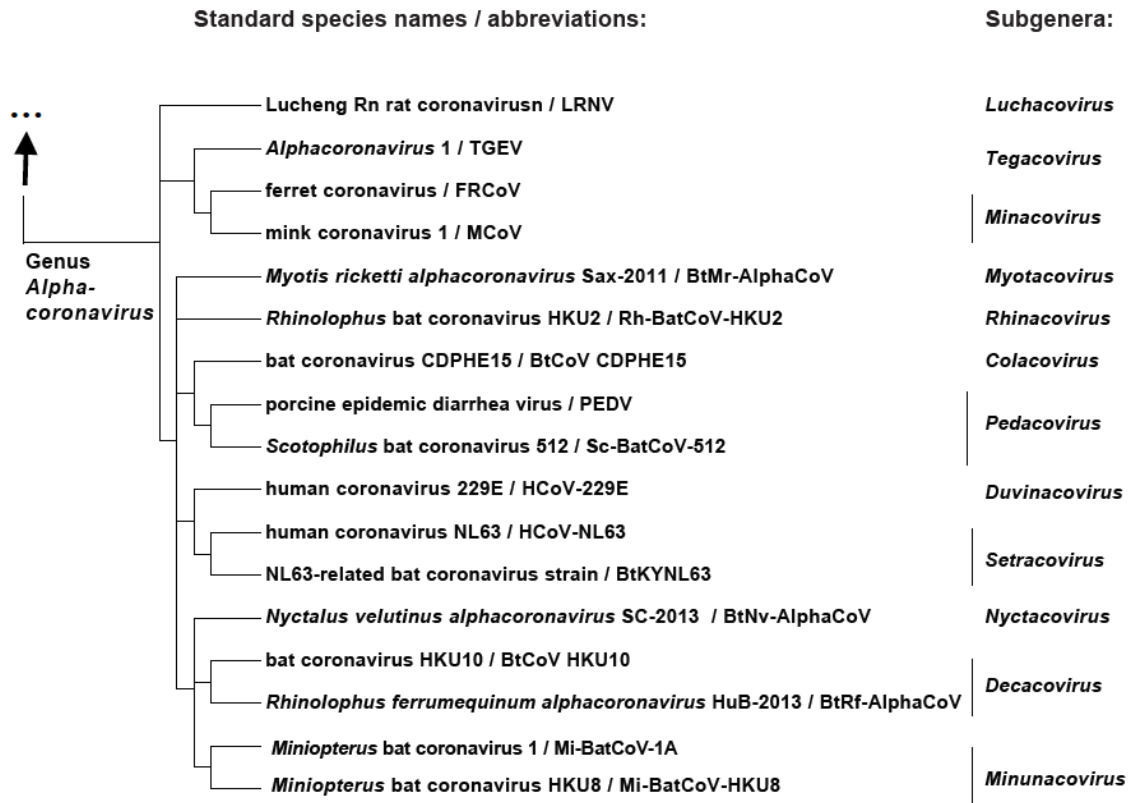 Standard species names / abbreviations: Subgenera:
...
Lucheng Rn rat coronavirusn / LRNV Luchacovirus
Alphacoronavirus 1 / TGEV Tegacovirus
ferret coronavirus / FRCoV
Minacovirus
mink coronavirus 1 / MCoV
Genus
Alpha-
coronavirus
Myotis ricketti alphacoronavirus Sax-2011 / BtMr-AlphaCoV Myotacovirus
Rhinolophus bat coronavirus HKU2 / Rh-BatCoV-HKU2 Rhinacovirus
bat coronavirus CDPHE15 / BtCoV CDPHE15 Colacovirus
porcine epidemic diarrhea virus / PEDV
Pedacovirus
Scotophilus bat coronavirus 512 / Sc-BatCoV-512
human coronavirus 229E / HCoV-229E Duvinacovirus
human coronavirus NL63 / HCoV-NL63
Setracovirus
NL63-related bat coronavirus strain / BtKYNL63
Nyctalus velutinus alphacoronavirus SC-2013 / BtNv-AlphaCoV Nyctacovirus
bat coronavirus HKU10 / BtCoV HKU10
Decacovirus
Rhinolophus ferrumequinum alphacoronavirus HuB-2013 / BtRf-AlphaCoV
Miniopterus bat coronavirus 1 / Mi-BatCoV-1A
Minunacovirus
Miniopterus bat coronavirus HKU8 / Mi-BatCoV-HKU8